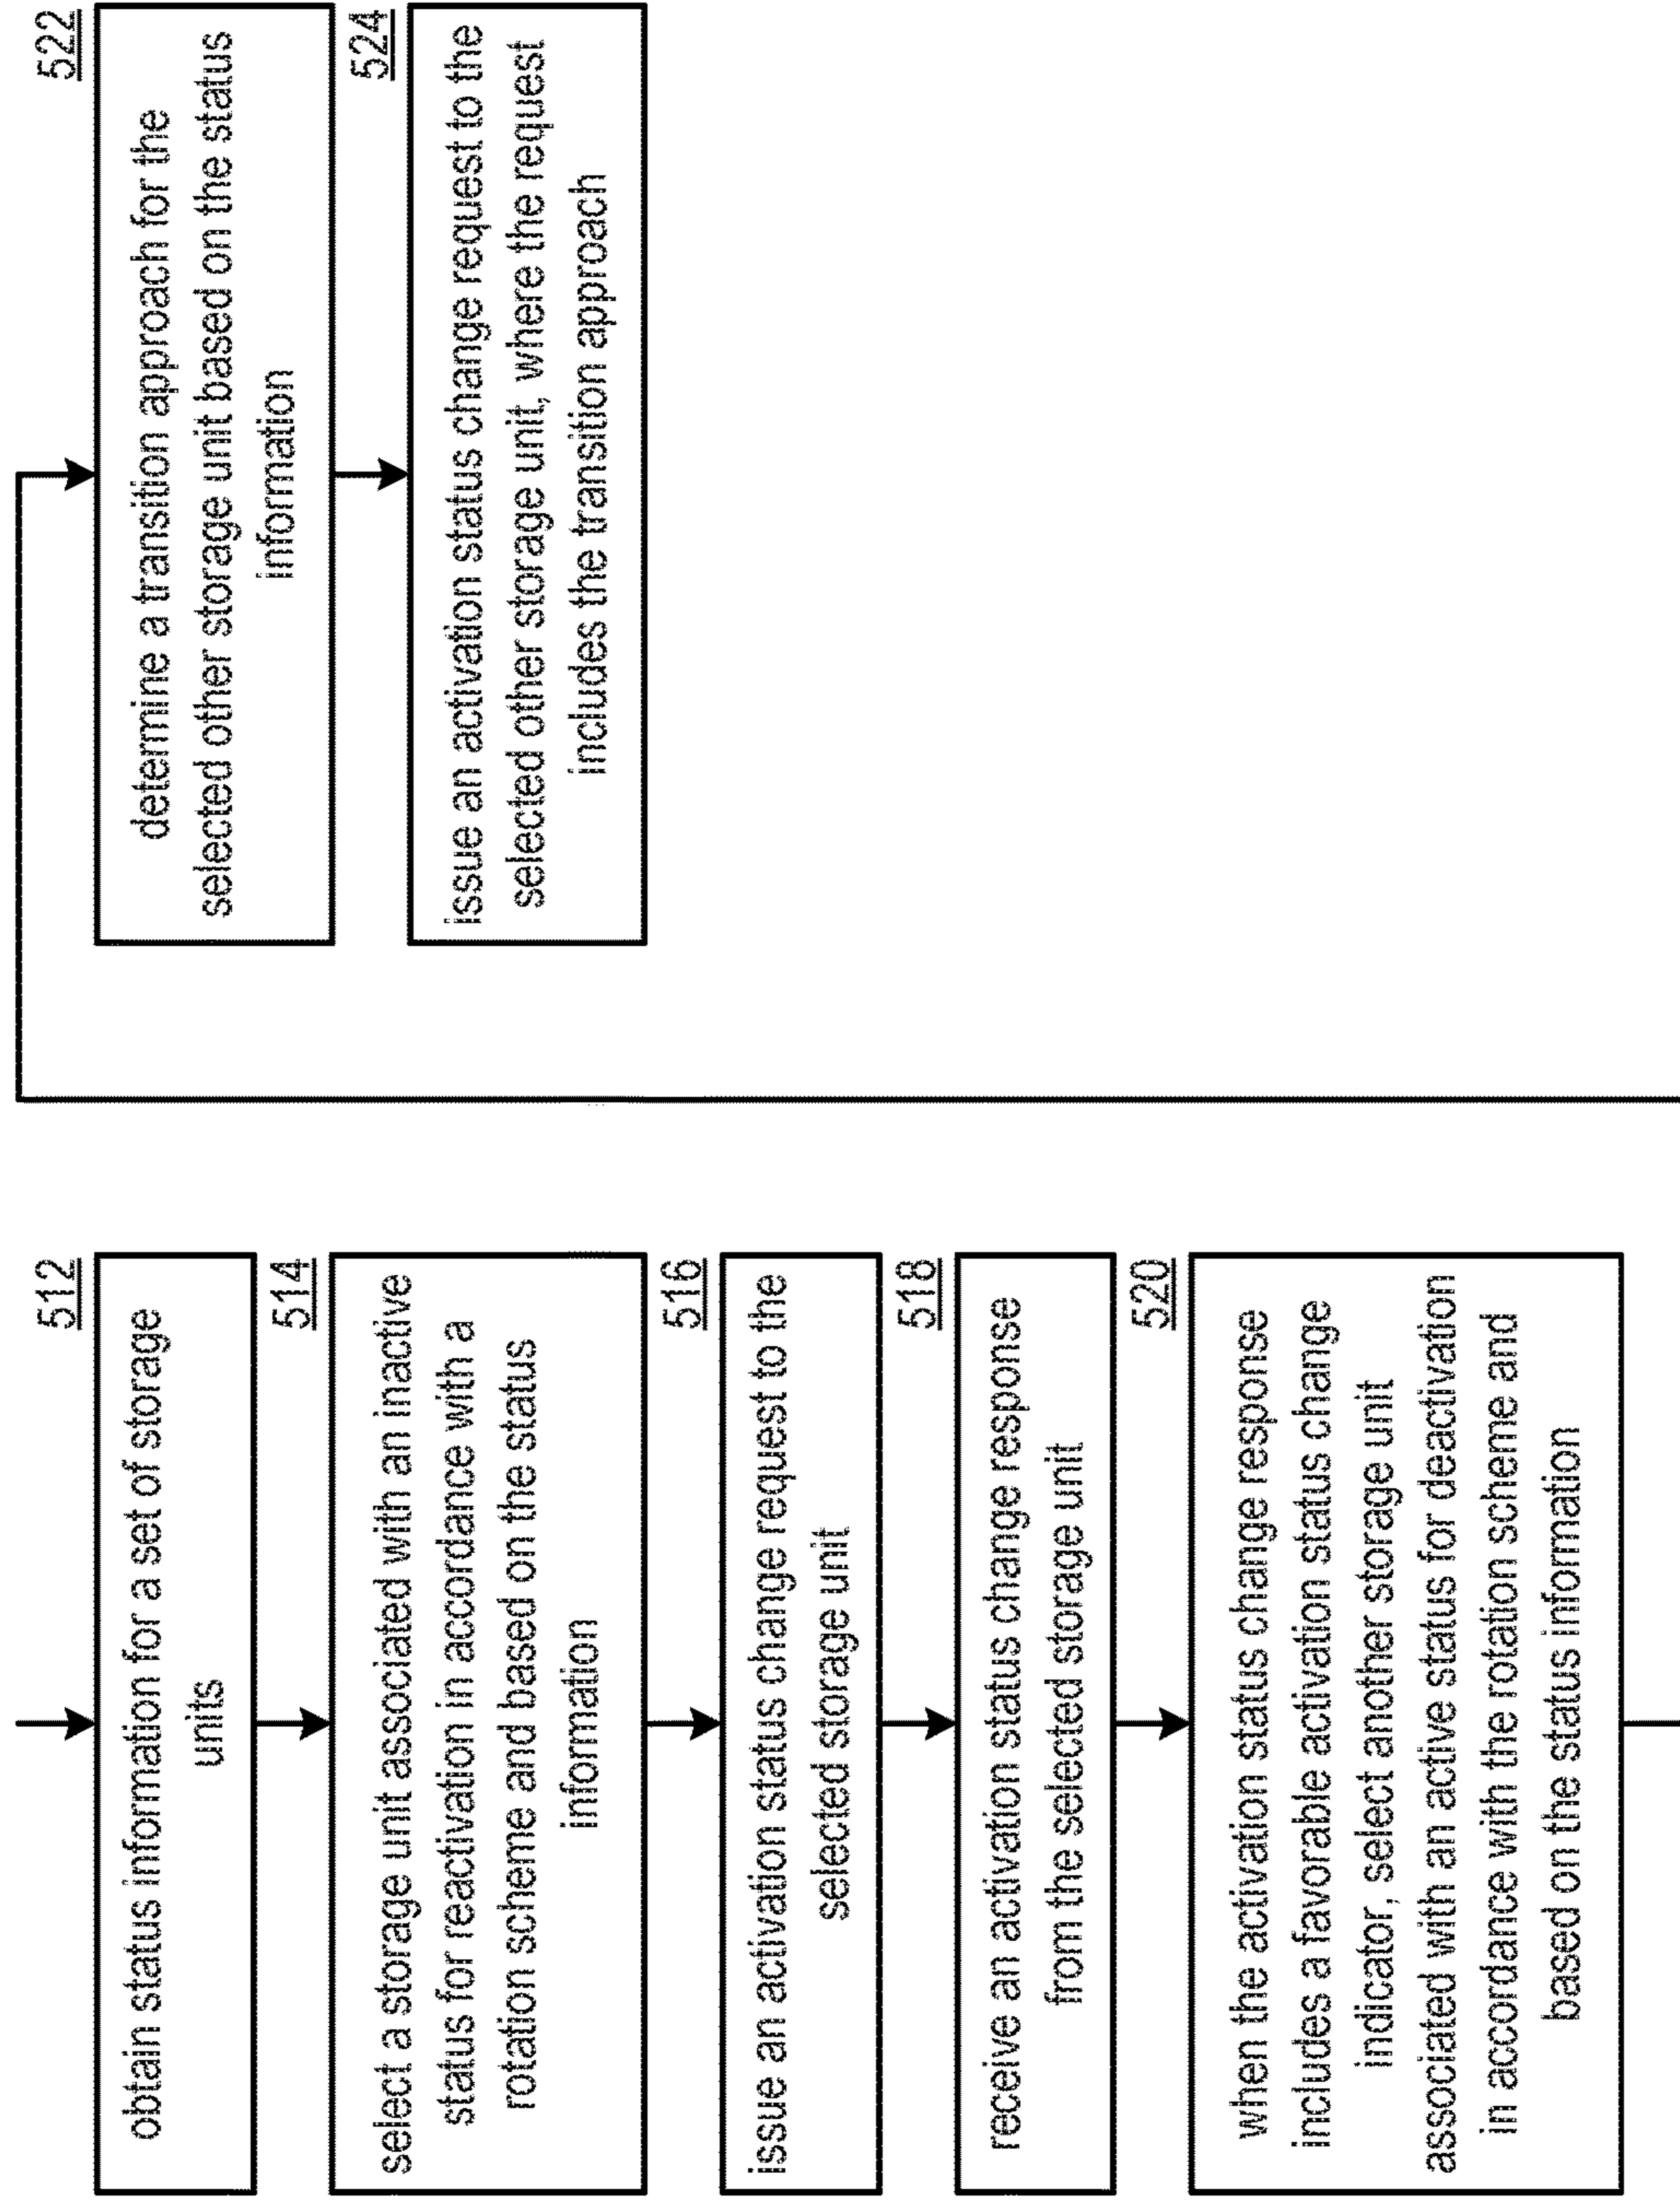 512
obtain status information for a set of storage
units
514
select a storage unit associated with an inactive
status for reactivation in accordance with a
rotation scheme and based on the status
information
516
issue an activation status change request to the
selected storage unit
518
receive an activation status change response
from the selected storage unit
520
when the activation status change response
includes a favorable activation status change
indicator, select another storage unit
associated with an active status for deactivation
in accordance with the rotation scheme and
based on the status information
522
determine a transition approach for the
selected other storage unit based on the status
information
524
issue an activation status change request to the
selected other storage unit, where the request
includes the transition approach